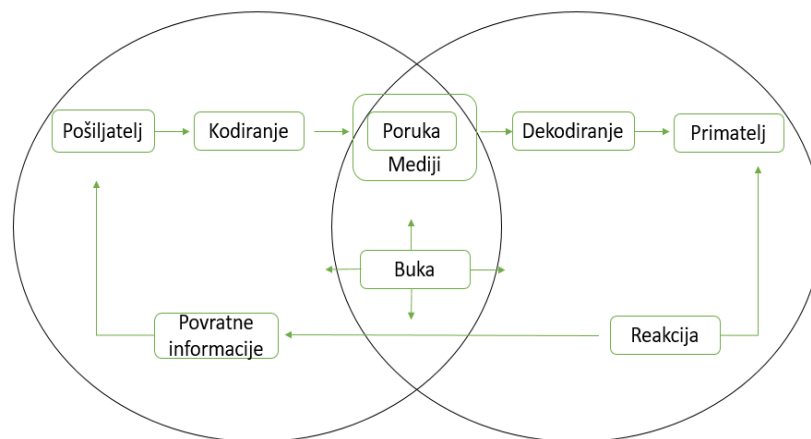 Pošiljatelj
Kodiranje
Poruka
Mediji
Dekodiranje
Primatelj
Buka
Povratne
informacije
Reakcija